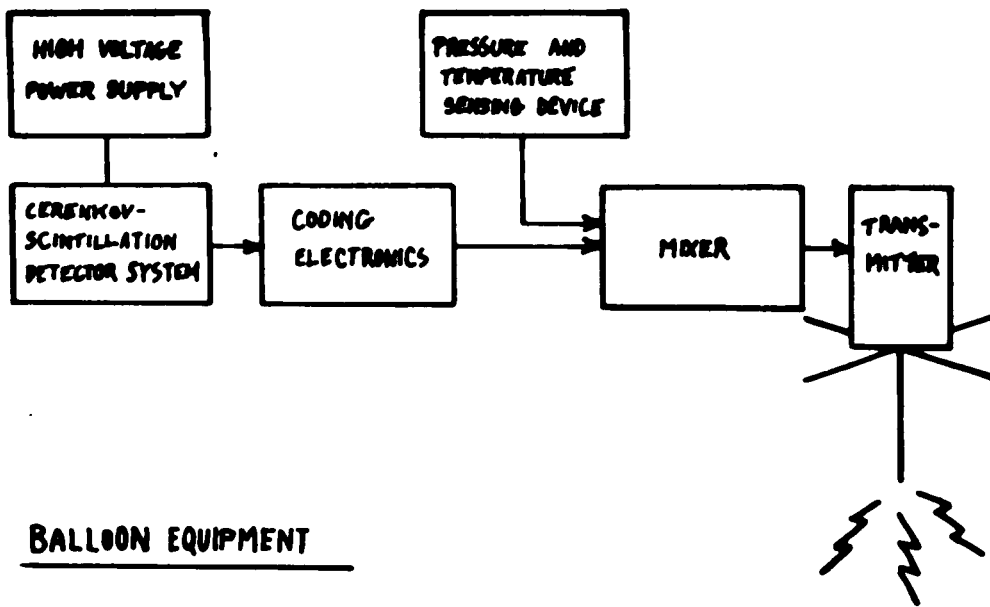 HIGH VOLTAGE
POWER SUPPLY
PRESSURE AND
TEMPERATURE
SENSING DEVICE
CERENKOV-
SCINTILLATION
DETECTOR SYSTEM
CODING
ELECTRONICS
MIXER
TRANS-
MITTER
BALLOON EQUIPMENT